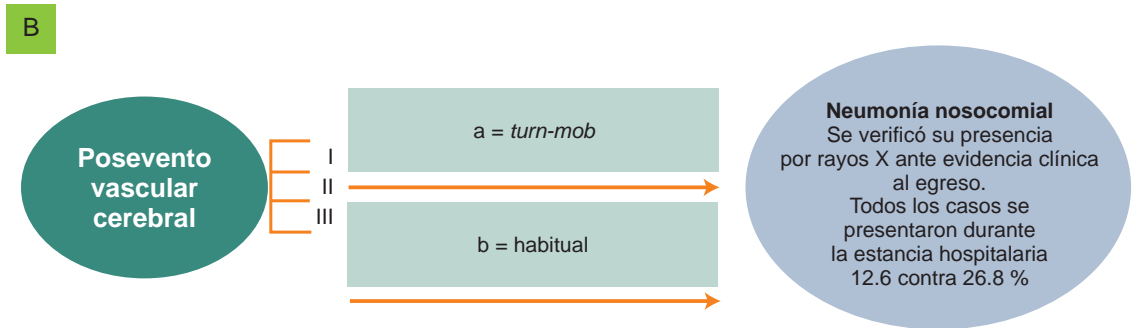 B
Posevento
vascular
cerebral
I
II
III
a = turn-mob
b = habitual
Neumonía nosocomial
Se verificó su presencia
por rayos X ante evidencia clínica
al egreso.
Todos los casos se
presentaron durante
la estancia hospitalaria
12.6 contra 26.8 %